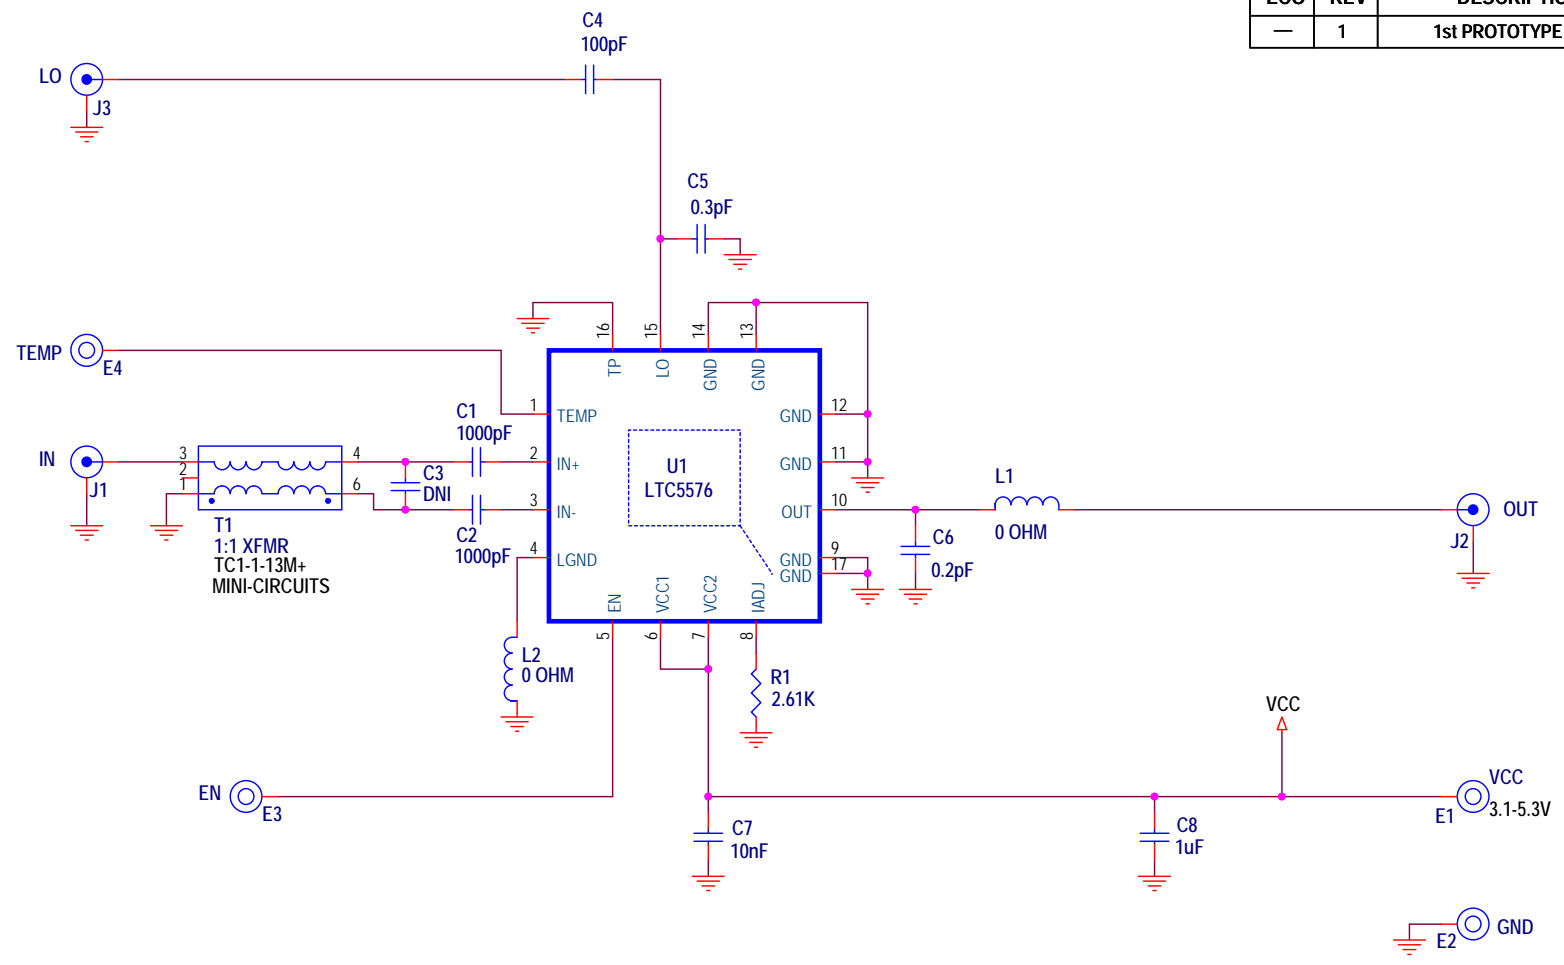 — 1 1st PROTOTYPE
C4
100pF
LO
J3
C5
0.3pF
16 15 14 13
TP LO GND GND
TEMP
E4
1 TEMP
GND 12
C1
1000pF
IN
J1
3
2
1
4
6
C3
DNI
2 IN+
GND 11
U1
LTC5576
3 IN-
OUT 10
L1
0 OHM
OUT
J2
T1
1:1 XFMR
TC1-1-13M+
MINI-CIRCUITS
C2
1000pF
4 LGND
GND 9
GND 17
C6
0.2pF
EN VCC1 VCC2 IADJ
5 6 7 8
L2
0 OHM
R1
2.61K
VCC
EN
E3
VCC
E1
3.1-5.3V
C7
10nF
C8
1uF
E2
GND